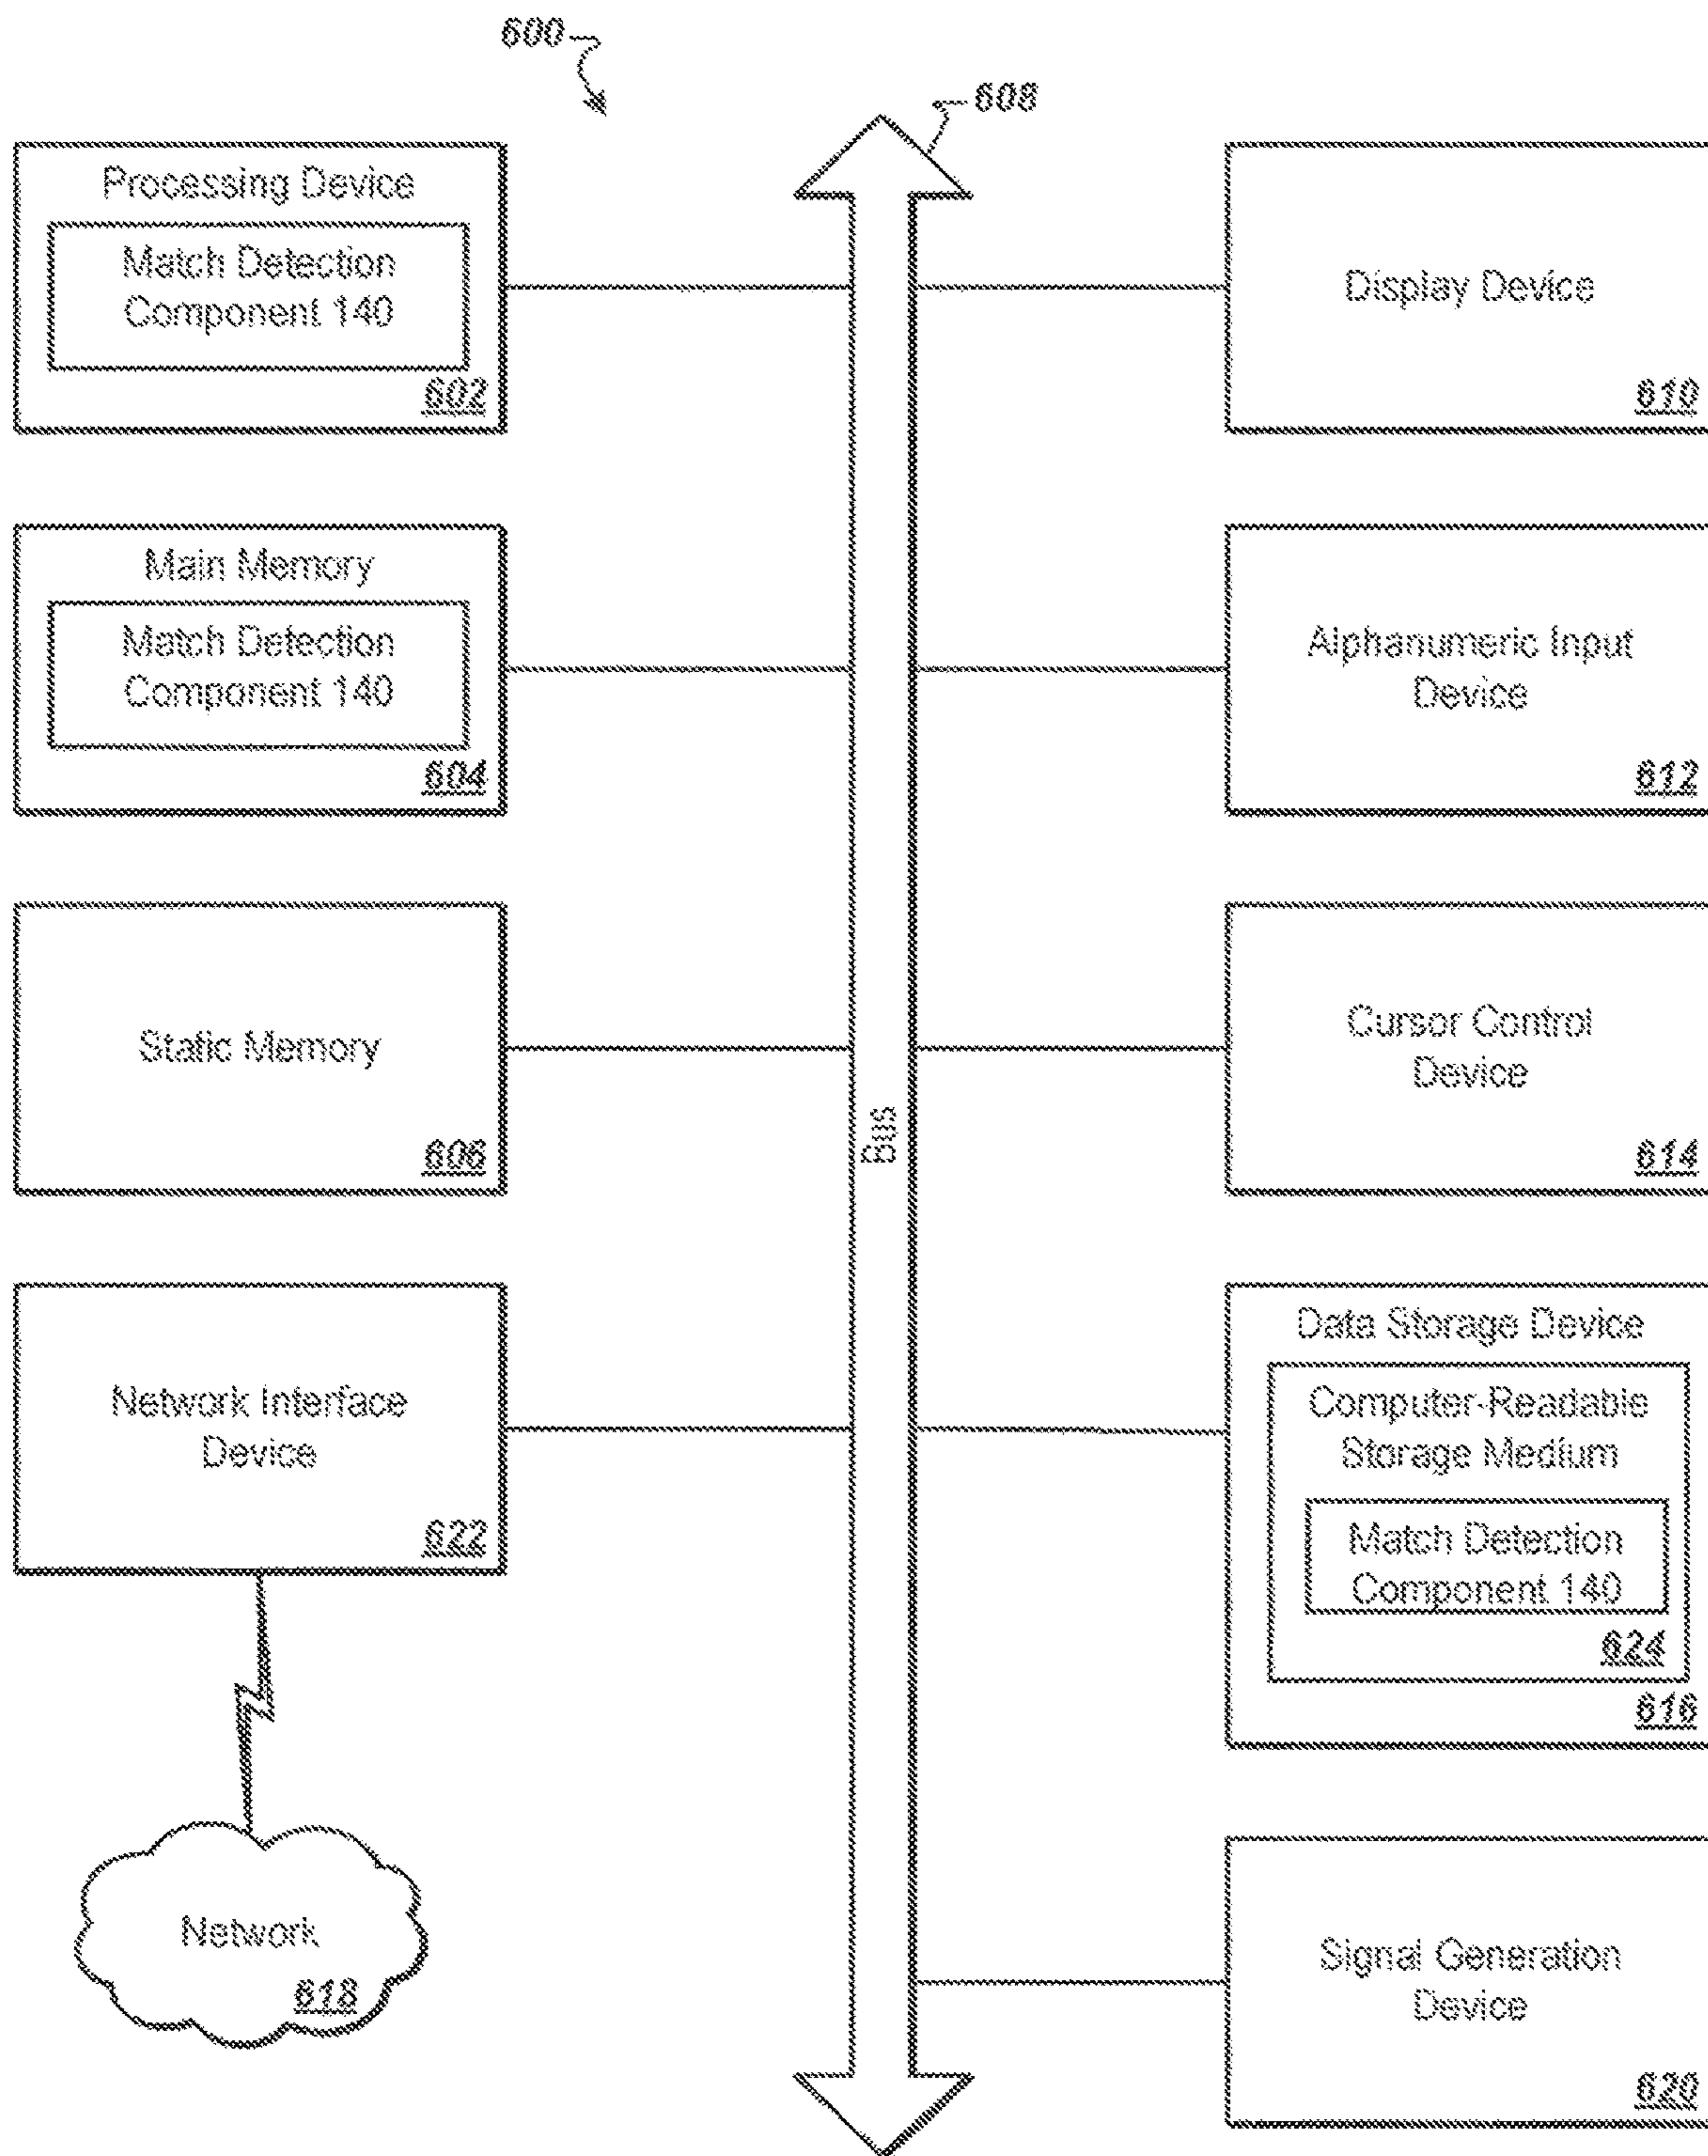 600
608
Processing Device
Match Detection
Component 140
602
Main Memory
Match Detection
Component 140
604
Static Memory
606
Network Interface
Device
622
Network
618
Bus
Display Device
610
Alphanumeric Input
Device
612
Cursor Control
Device
614
Data Storage Device
Computer-Readable
Storage Medium
Match Detection
Component 140
624
616
Signal Generation
Device
620